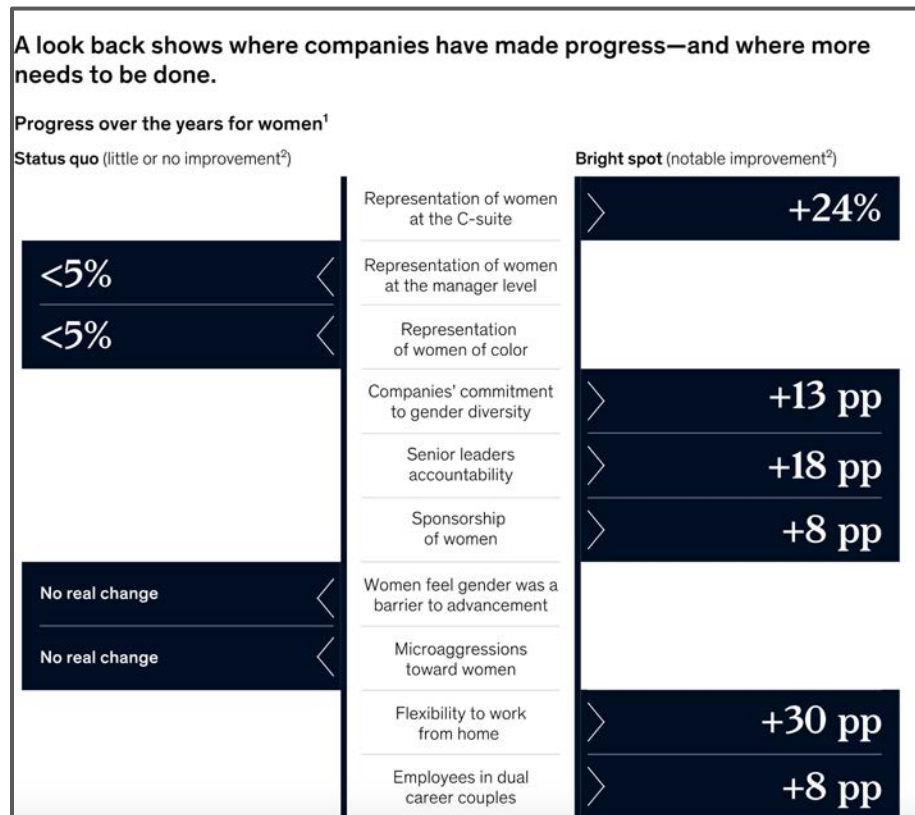 A look back shows where companies have made progress—and where more
needs to be done.
Progress over the years for women¹
Status quo (little or no improvement²)
Bright spot (notable improvement²)
Representation of women
at the C-suite
+24%
<5%
Representation of women
at the manager level
<5%
Representation
of women of color
Companies' commitment
to gender diversity
+13 pp
Senior leaders
accountability
+18 pp
Sponsorship
of women
+8 pp
No real change
Women feel gender was a
barrier to advancement
No real change
Microaggressions
toward women
Flexibility to work
from home
+30 pp
Employees in dual
career couples
+8 pp